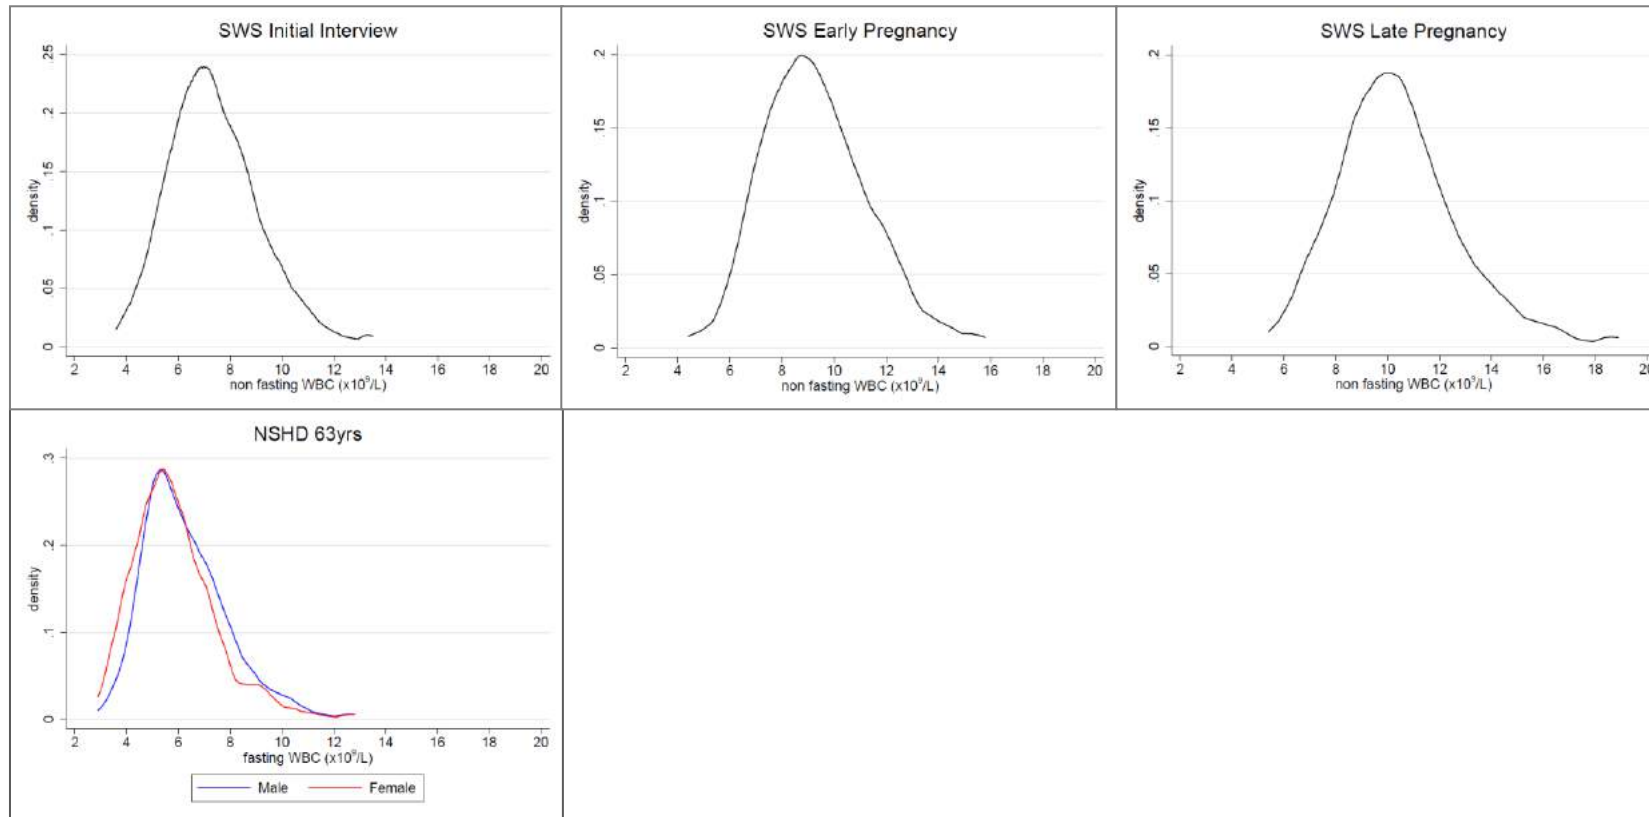 SWS Initial Interview
.25
.2
.15
.1
.05
0
density
2 4 6 8 10 12 14 16 18 20
non fasting WBC (x10⁹/L)
SWS Early Pregnancy
.2
.15
.1
.05
0
density
2 4 6 8 10 12 14 16 18 20
non fasting WBC (x10⁹/L)
SWS Late Pregnancy
.2
.15
.1
.05
0
density
2 4 6 8 10 12 14 16 18 20
non fasting WBC (x10⁹/L)
NSHD 63yrs
.3
.2
.1
0
density
2 4 6 8 10 12 14 16 18 20
fasting WBC (x10⁹/L)
Male Female